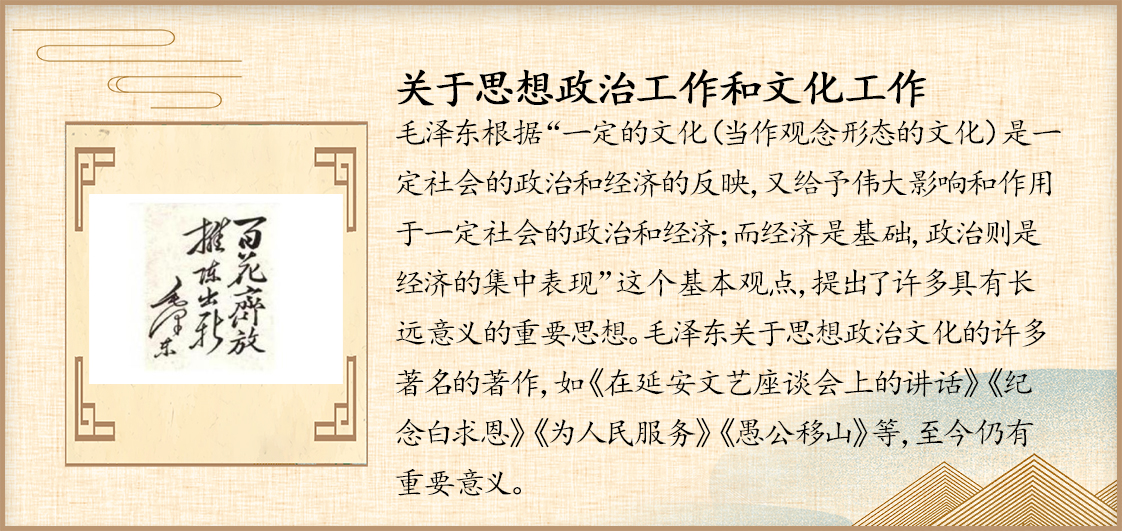 百花齊放
推陈出新
毛泽东
关于思想政治工作和文化工作
毛泽东根据“一定的文化（当作观念形态的文化）是一
定社会的政治和经济的反映，又给予伟大影响和作用
于一定社会的政治和经济；而经济是基础，政治则是
经济的集中表现”这个基本观点，提出了许多具有长
远意义的重要思想。毛泽东关于思想政治文化的许多
著名的著作，如《在延安文艺座谈会上的讲话》《纪
念白求恩》《为人民服务》《愚公移山》等，至今仍有
重要意义。